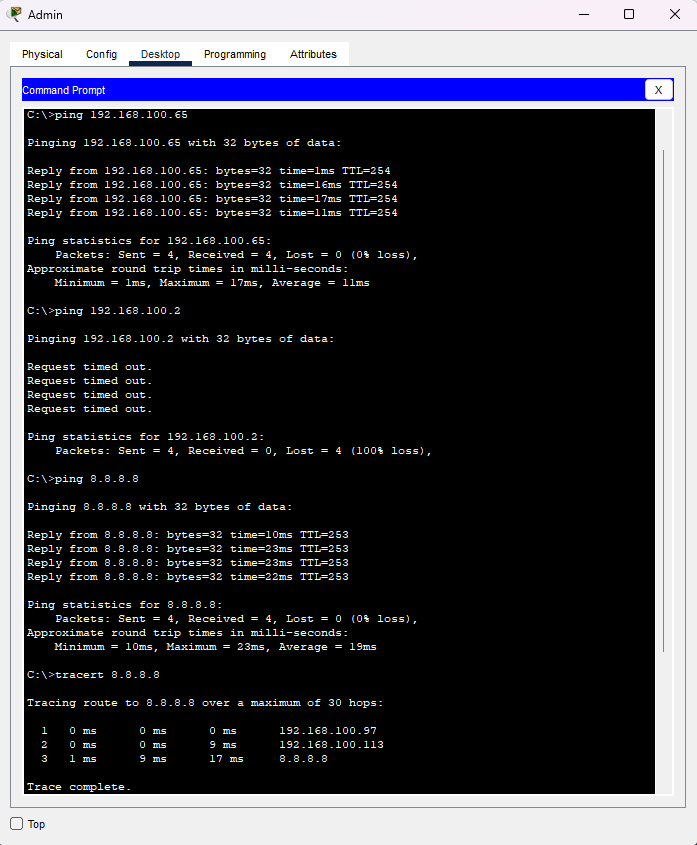 Admin
Physical Config Desktop Programming Attributes
Command Prompt X
C:\>ping 192.168.100.65
Pinging 192.168.100.65 with 32 bytes of data:
Reply from 192.168.100.65: bytes=32 time=1ms TTL=254
Reply from 192.168.100.65: bytes=32 time=16ms TTL=254
Reply from 192.168.100.65: bytes=32 time=17ms TTL=254
Reply from 192.168.100.65: bytes=32 time=11ms TTL=254
Ping statistics for 192.168.100.65:
Packets: Sent = 4, Received = 4, Lost = 0 (0% loss),
Approximate round trip times in milli-seconds:
Minimum = 1ms, Maximum = 17ms, Average = 11ms
C:\>ping 192.168.100.2
Pinging 192.168.100.2 with 32 bytes of data:
Request timed out.
Request timed out.
Request timed out.
Request timed out.
Ping statistics for 192.168.100.2:
Packets: Sent = 4, Received = 0, Lost = 4 (100% loss),
C:\>ping 8.8.8.8
Pinging 8.8.8.8 with 32 bytes of data:
Reply from 8.8.8.8: bytes=32 time=10ms TTL=253
Reply from 8.8.8.8: bytes=32 time=23ms TTL=253
Reply from 8.8.8.8: bytes=32 time=23ms TTL=253
Reply from 8.8.8.8: bytes=32 time=22ms TTL=253
Ping statistics for 8.8.8.8:
Packets: Sent = 4, Received = 4, Lost = 0 (0% loss),
Approximate round trip times in milli-seconds:
Minimum = 10ms, Maximum = 23ms, Average = 19ms
C:\>tracert 8.8.8.8
Tracing route to 8.8.8.8 over a maximum of 30 hops:
1 0 ms 0 ms 0 ms 192.168.100.97
2 0 ms 0 ms 9 ms 192.168.100.113
3 1 ms 9 ms 17 ms 8.8.8.8
Trace complete.
Top